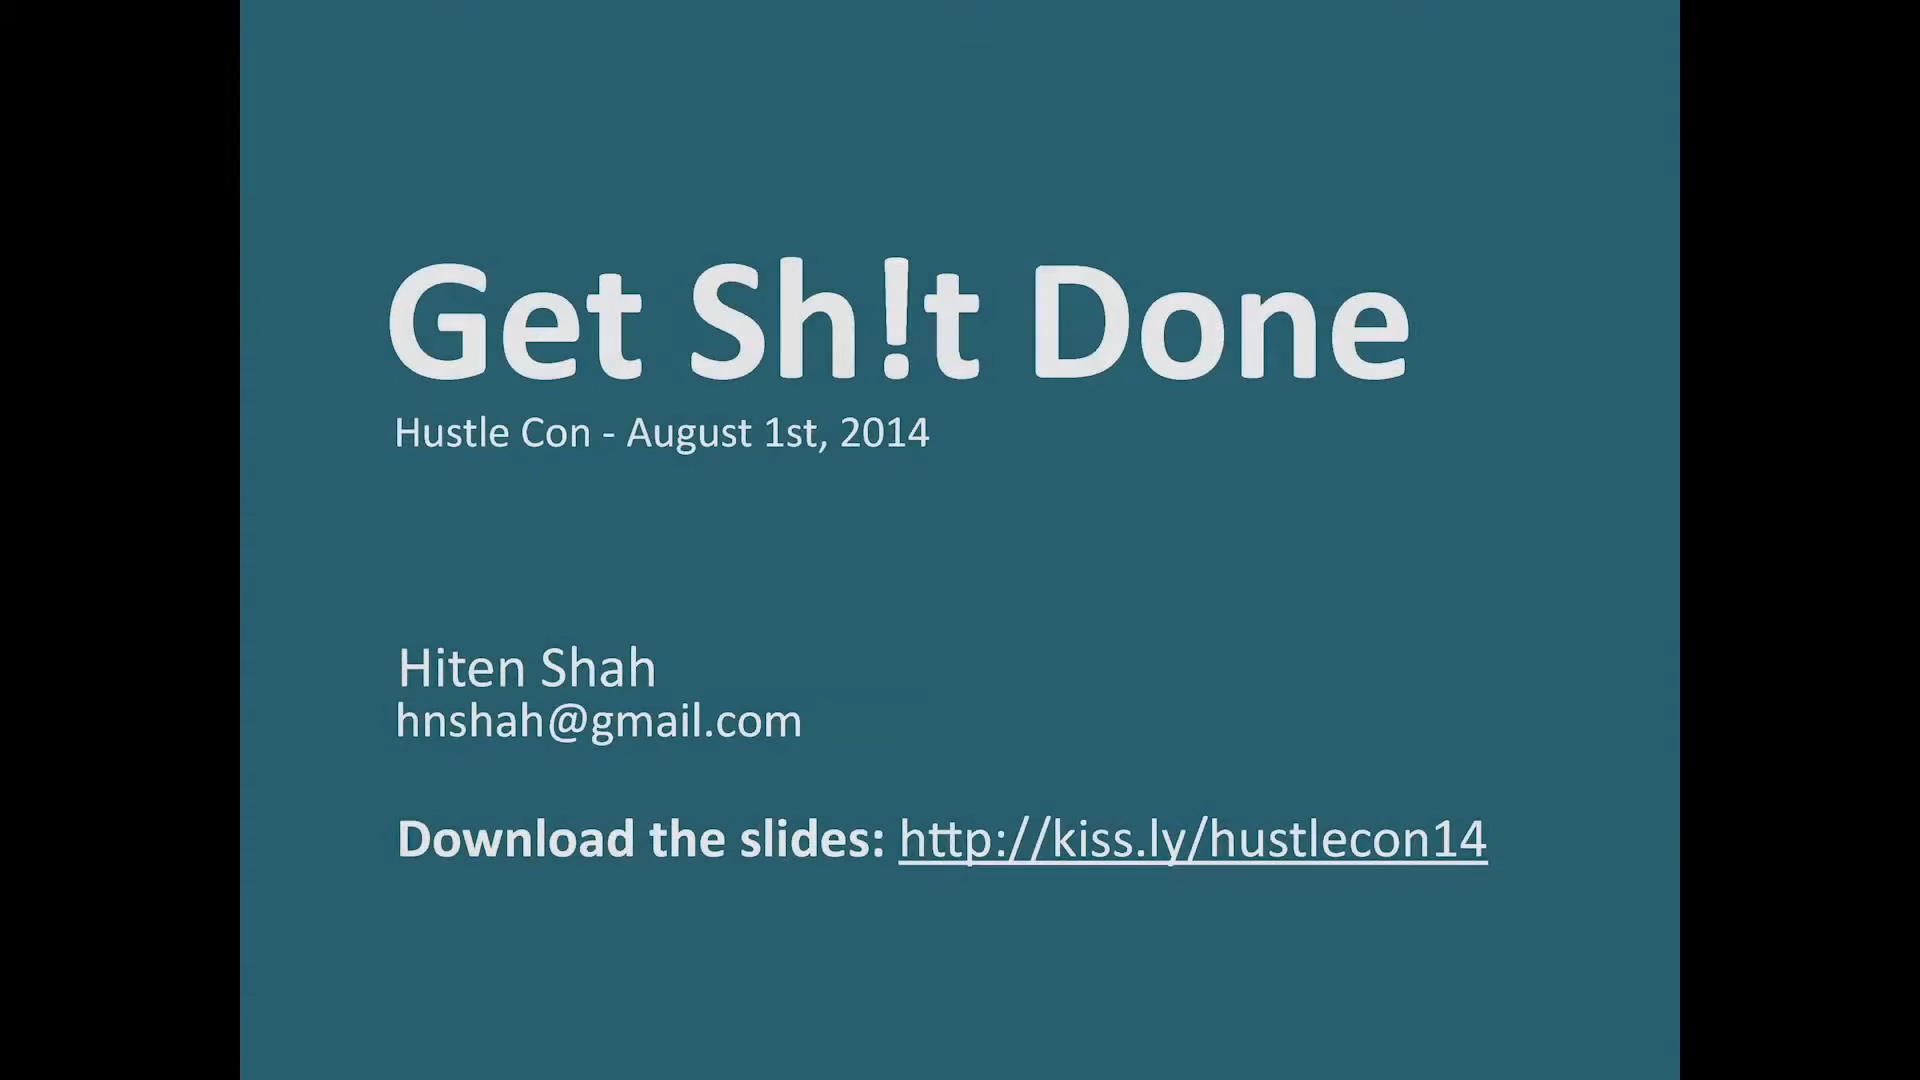 Get Sh!t Done
Hustle Con - August 1st, 2014
Hiten Shah
hnshah@gmail.com
Download the slides: http://kiss.ly/hustlecon14